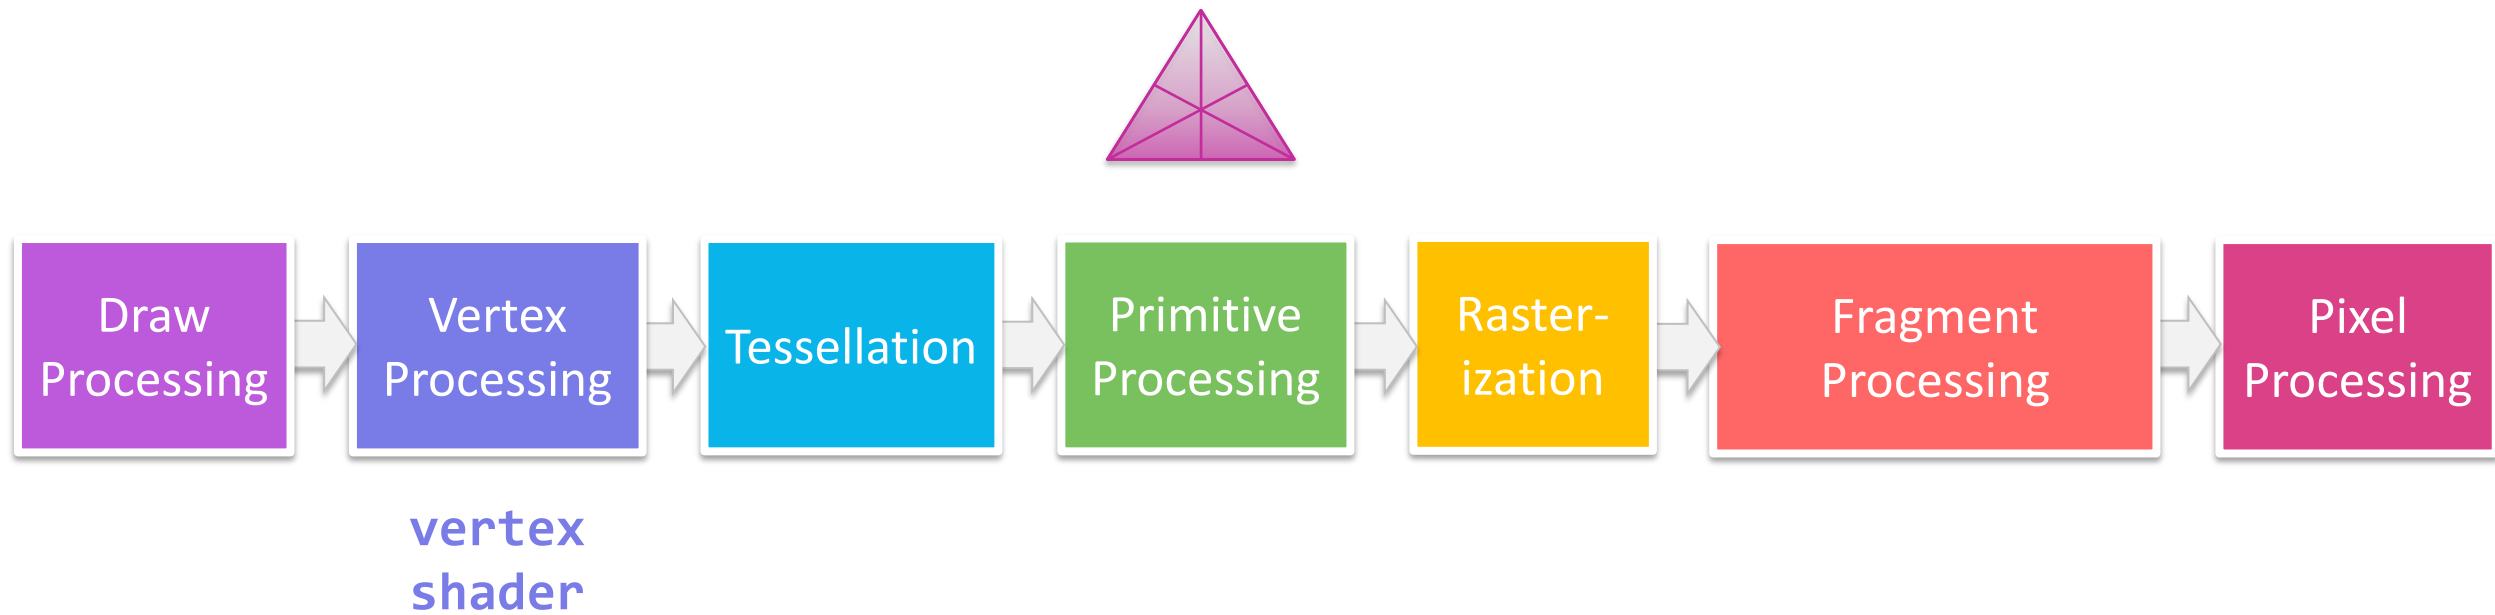 Draw
Processing
Vertex
Processing
Tessellation
Primitive
Processing
Raster-
ization
Fragment
Processing
Pixel
Processing
vertex
shader